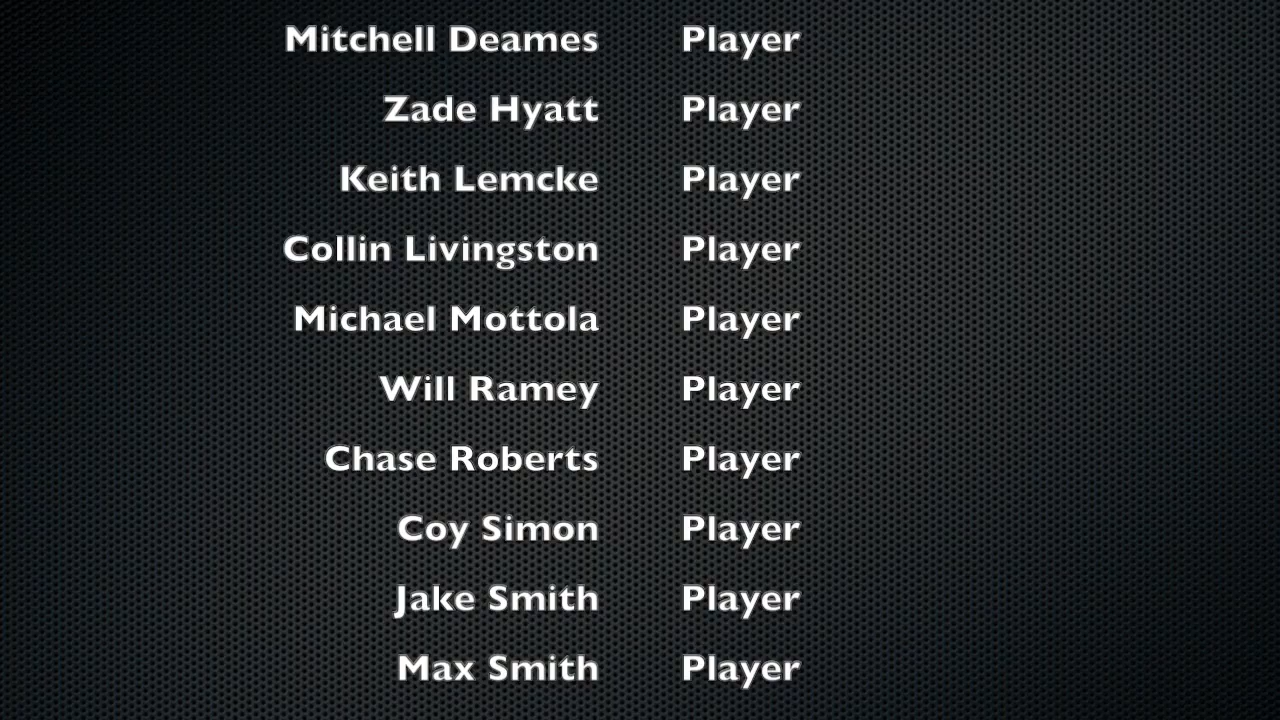 Mitchell Deames Player
Zade Hyatt Player
Keith Lemcke Player
Collin Livingston Player
Michael Mottola Player
Will Ramey Player
Chase Roberts Player
Coy Simon Player
Jake Smith Player
Max Smith Player